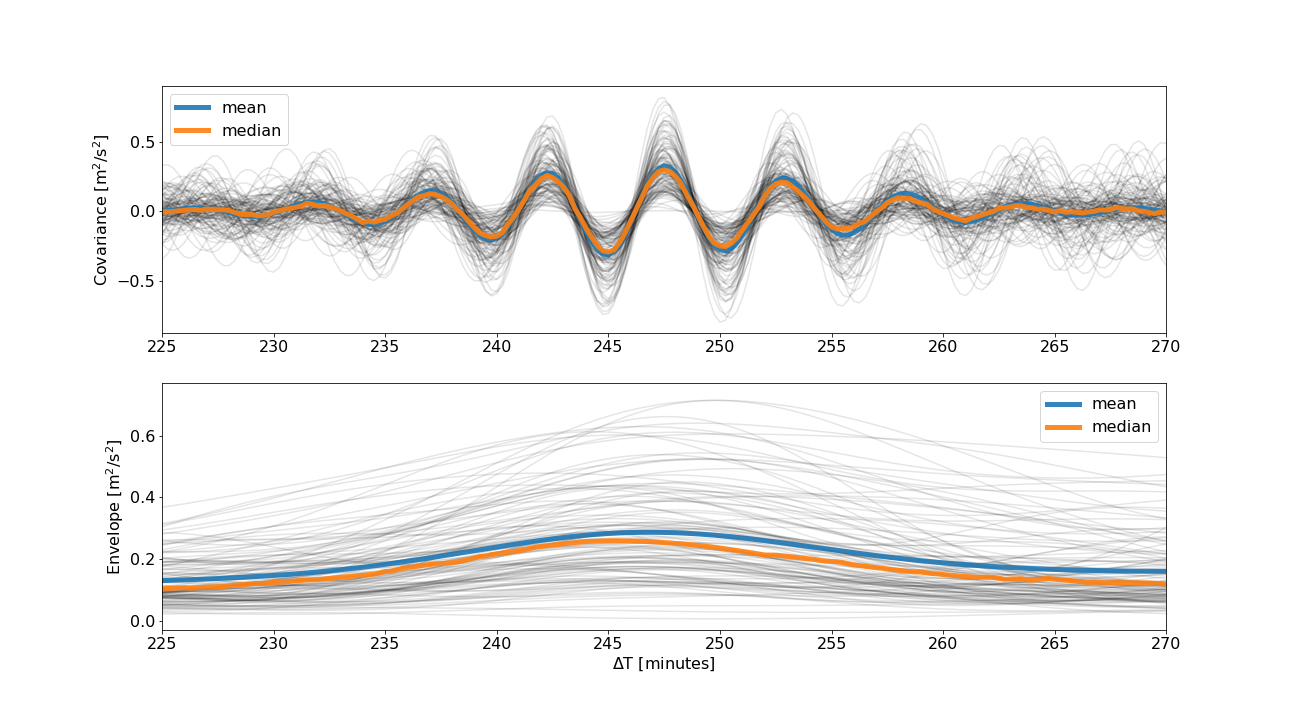 mean
median
Covariance [m²/s²]
0.5
0.0
−0.5
225 230 235 240 245 250 255 260 265 270
mean
median
Envelope [m²/s²]
0.6
0.4
0.2
0.0
225 230 235 240 245 250 255 260 265 270
ΔT [minutes]